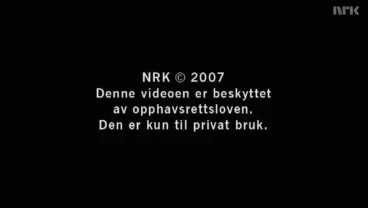 nrk
NRK © 2007
Denne videoen er beskyttet
av opphavsrettsloven.
Den er kun til privat bruk.